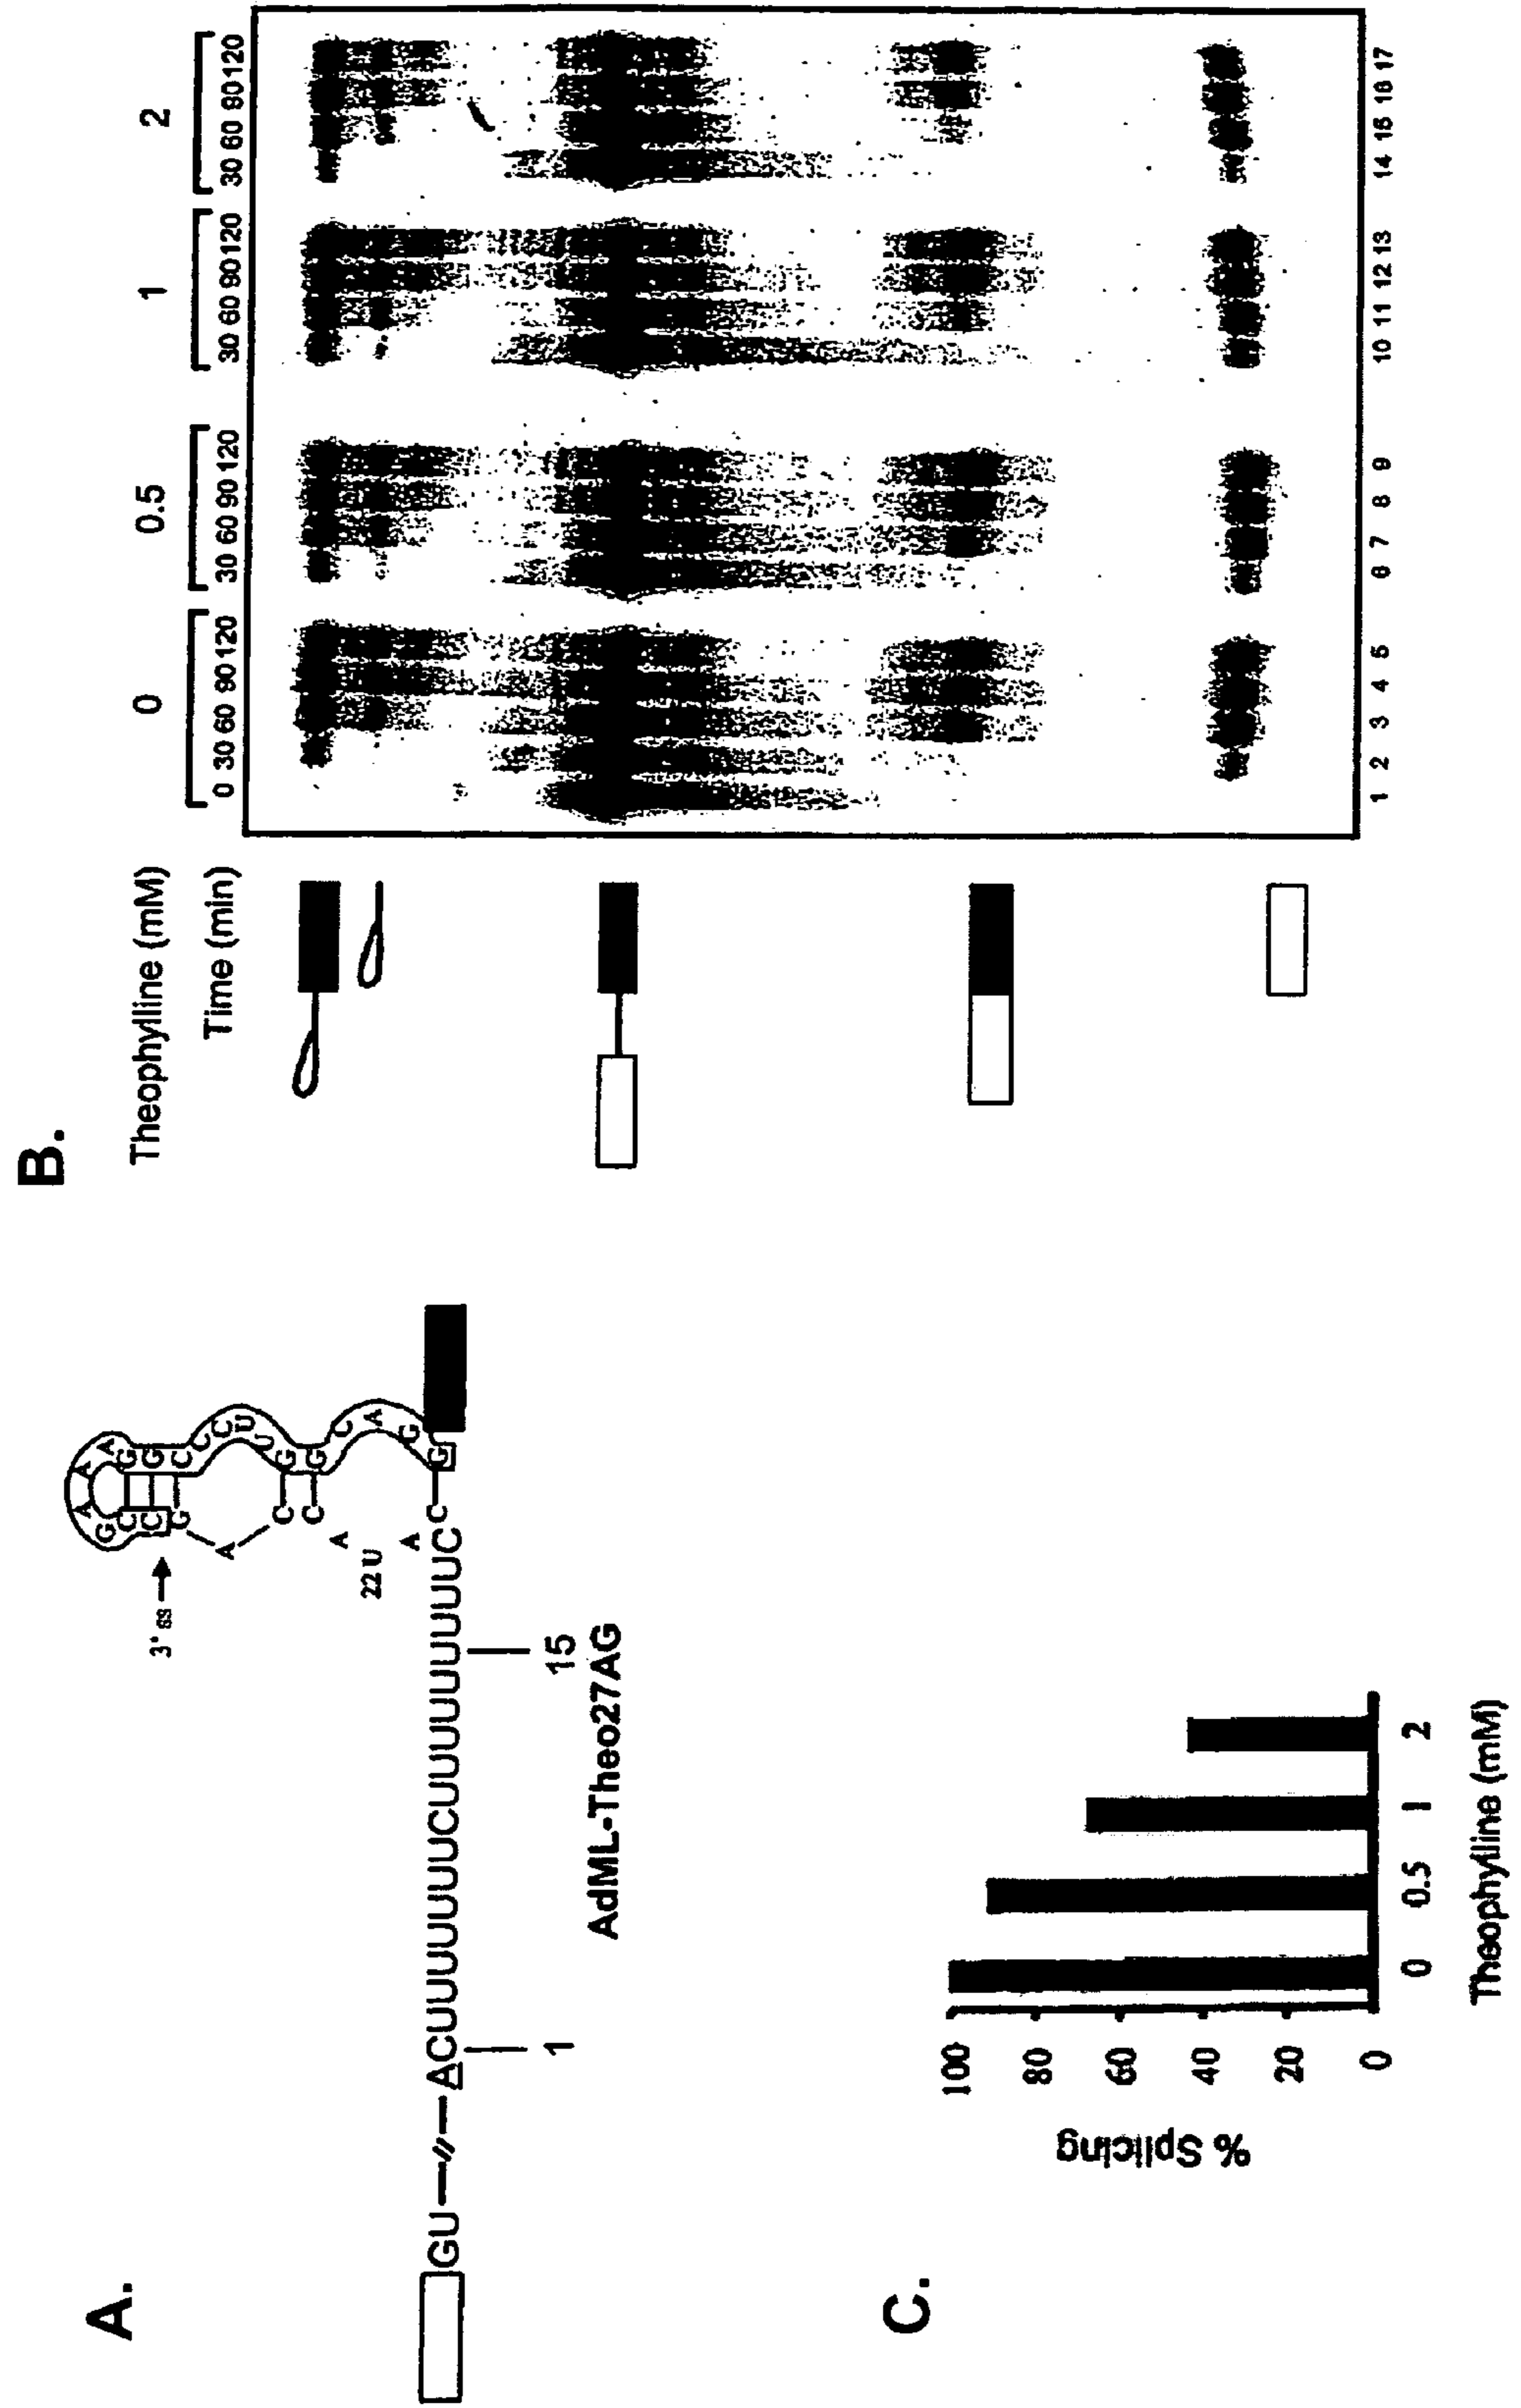 A.
GU
ACUUUUUUUUUCUUUUUUUUUC
C
A
22 U
A
C
C
A
G
C
C
G
A
A
A
G
G
C
C
C
U
U
G
G
C
A
G
G
3' ss
1
15
AdML-Theo27AG
B.
Theophylline (mM)
0 0.5 1 2
Time (min)
0 30 60 90 120 30 60 90 120 30 60 90 120 30 60 90 120
1 2 3 4 5 6 7 8 9 10 11 12 13 14 15 16 17
C.
% Splicing
100
80
60
40
20
0
0 0.5 1 2
Theophylline (mM)